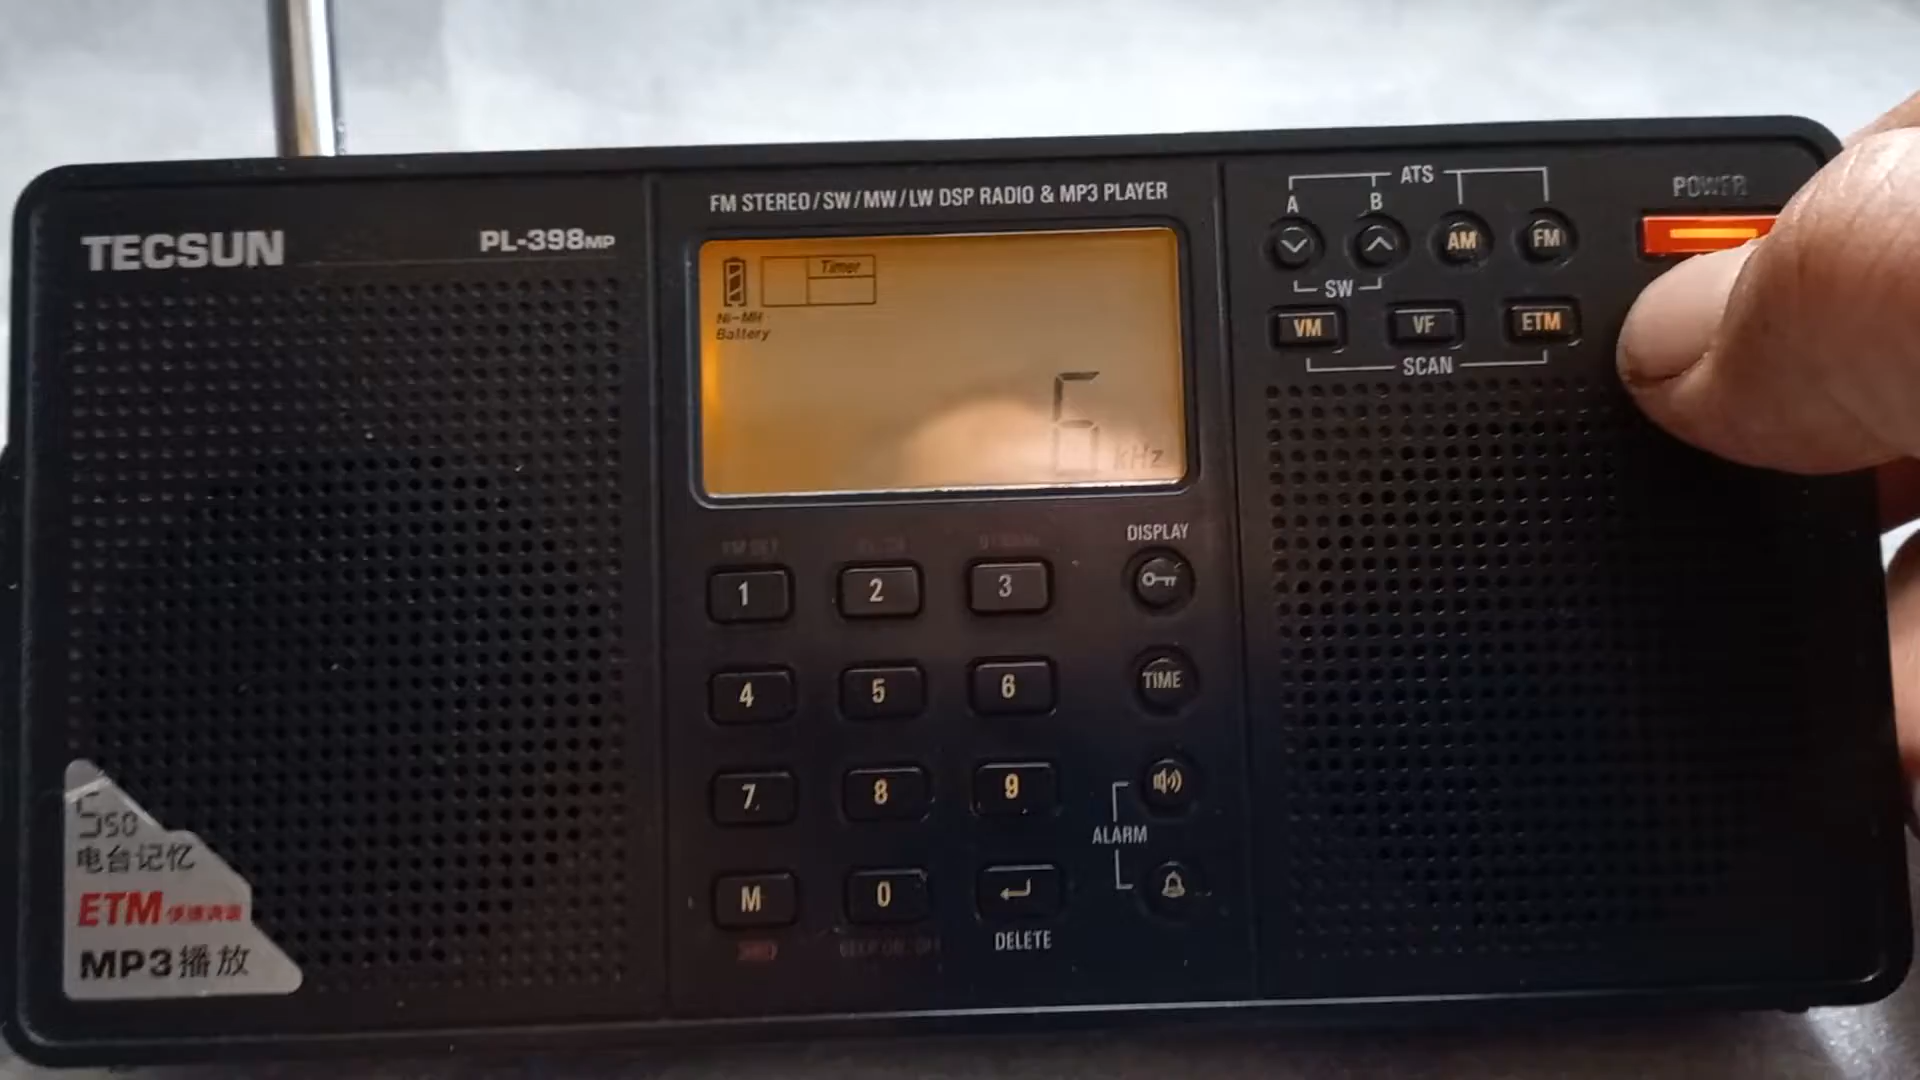 TECSUN
PL-398MP
FM STEREO/SW/MW/LW DSP RADIO & MP3 PLAYER
Timer
Ni-MH
Battery
6
kHz
ATS
A
B
AM
FM
SW
VM
VF
ETM
SCAN
POWER
1
2
3
DISPLAY
4
5
6
TIME
7
8
9
ALARM
M
0
DELETE
550
电台记忆
ETM
MP3播放